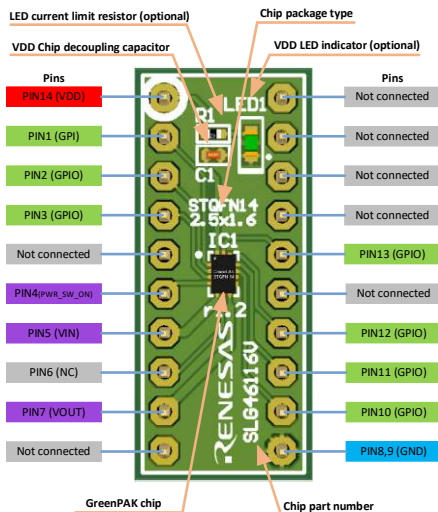 LED current limit resistor (optional)
Chip package type
VDD Chip decoupling capacitor
VDD LED indicator (optional)
Pins
Pins
PIN14 (VDD)
Not connected
PIN1 (GPI)
Not connected
PIN2 (GPIO)
Not connected
PIN3 (GPIO)
Not connected
Not connected
PIN13 (GPIO)
PIN4(PWR_SW_ON)
Not connected
PIN5 (VIN)
PIN12 (GPIO)
PIN6 (NC)
PIN11 (GPIO)
PIN7 (VOUT)
PIN10 (GPIO)
Not connected
PIN8,9 (GND)
LED1
R1
C1
STQFN14
2.5x1.6
IC1
RENESAS
SLG46116V
GreenPAK chip
Chip part number